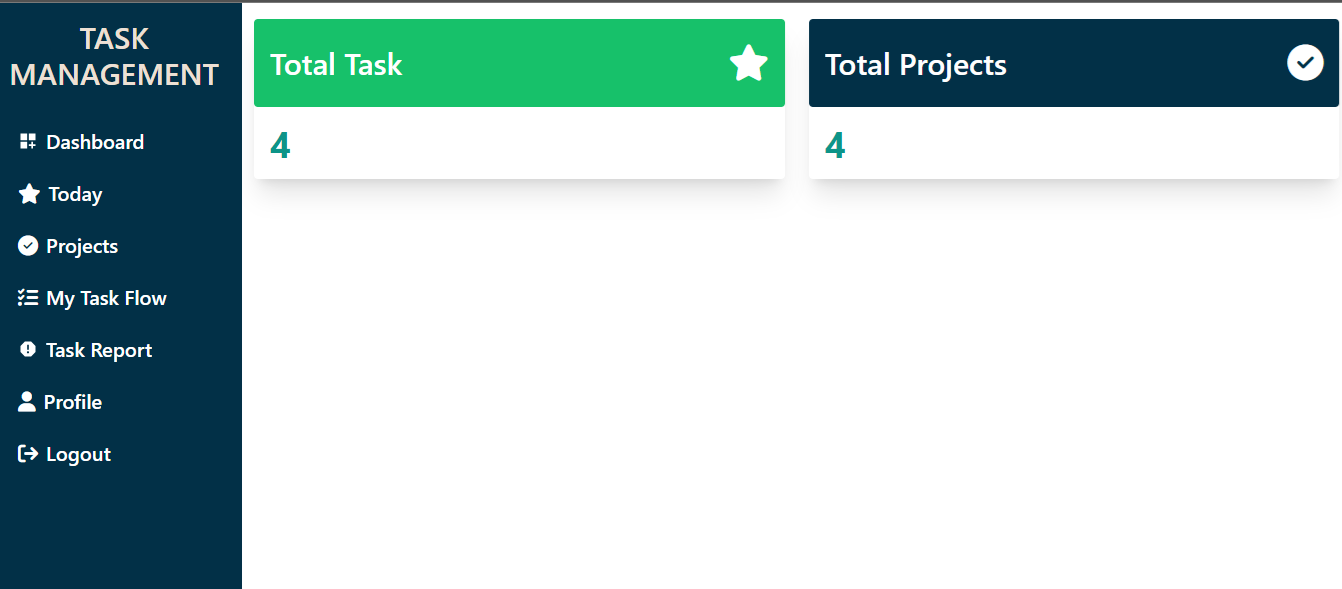 TASK
MANAGEMENT
Dashboard
Today
Projects
My Task Flow
Task Report
Profile
Logout
Total Task
4
Total Projects
4